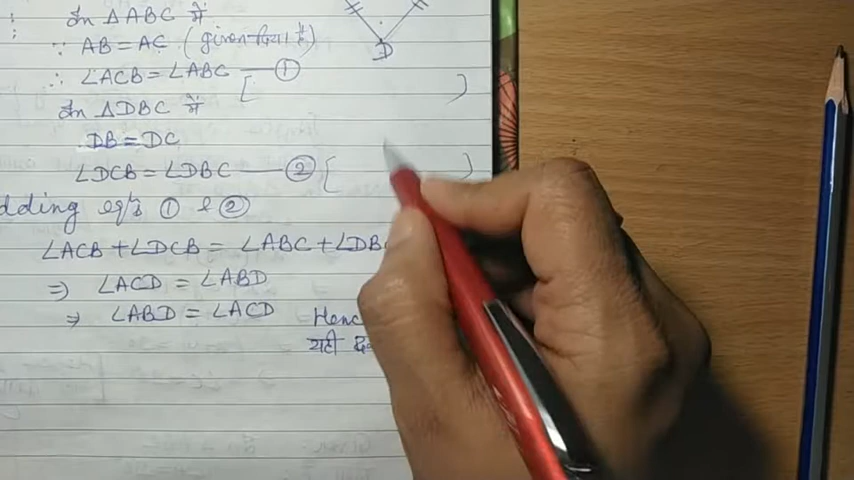 D
In ΔABC में
∵ AB = AC (given दिया है)
∴ ∠ACB = ∠ABC —— ① [ ]
In ΔDBC में
DB = DC
∠DCB = ∠DBC —— ② [ ]
dding eqⁿs ① & ②
∠ACB + ∠DCB = ∠ABC + ∠DB
⇒ ∠ACD = ∠ABD
⇒ ∠ABD = ∠ACD Henc
यही